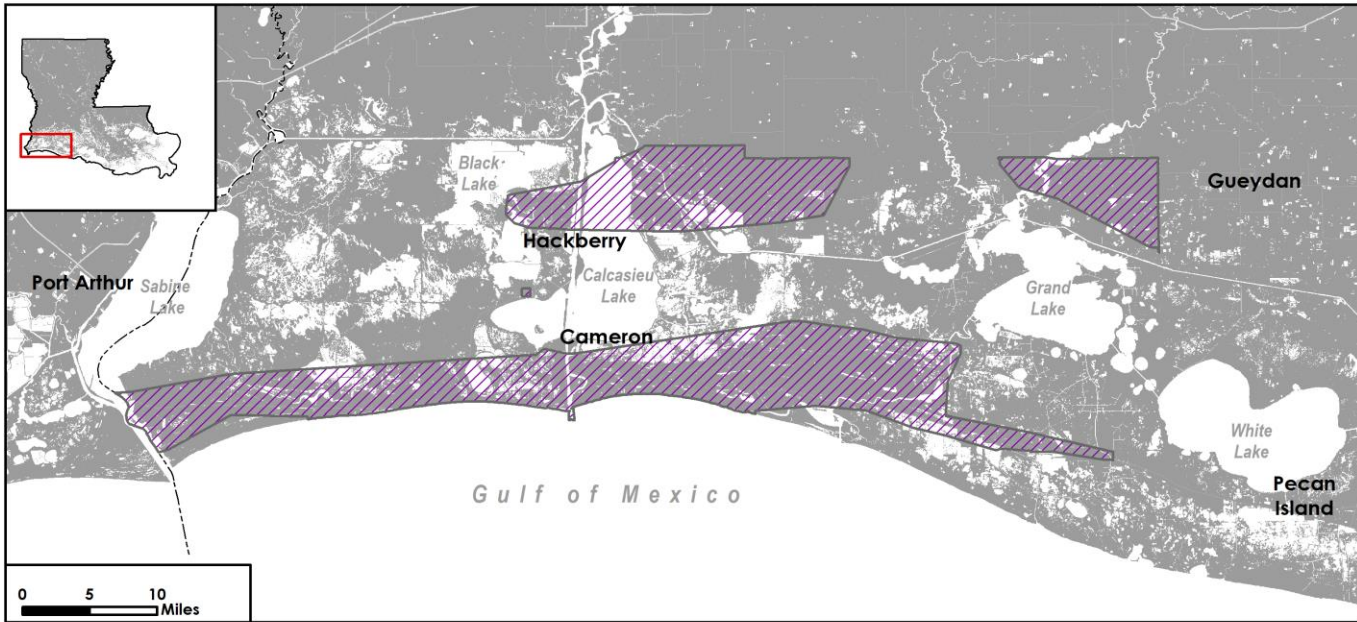 Black
Lake
Gueydan
Hackberry
Port Arthur
Sabine
Lake
Calcasieu
Lake
Grand
Lake
Cameron
White
Lake
Pecan
Island
Gulf of Mexico
0 5 10
Miles